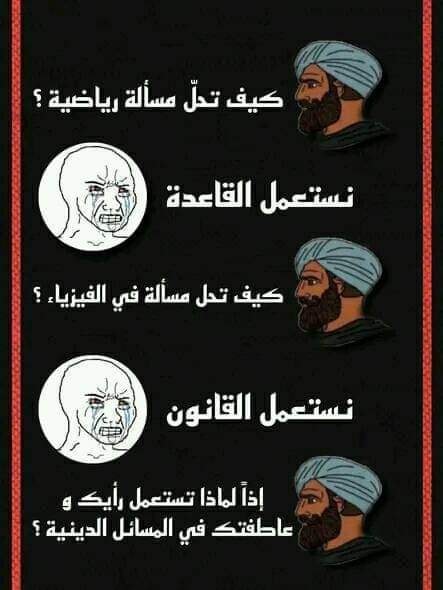 كيف تحلّ مسألة رياضية ؟
نستعمل القاعدة
كيف تحل مسألة في الفيزياء ؟
نستعمل القانون
إذاً لماذا تستعمل رأيك و
عاطفتك في المسائل الدينية ؟